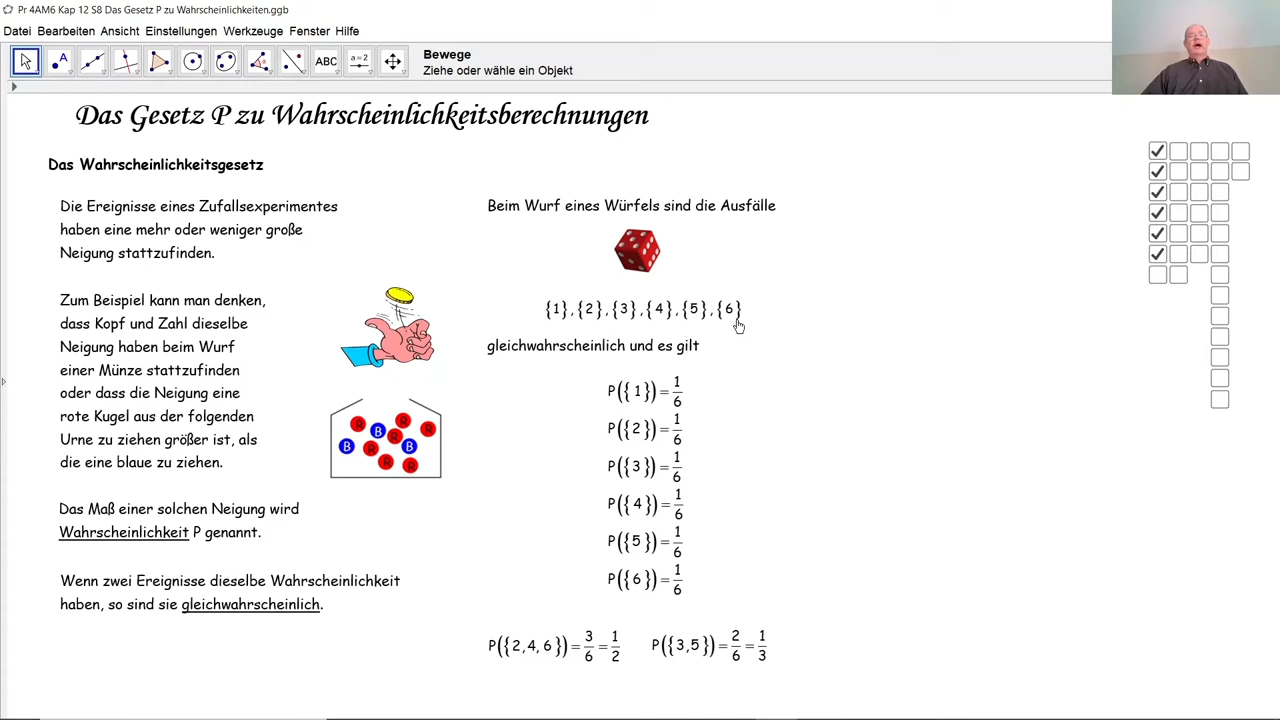 Pr 4AM6 Kap 12 S8 Das Gesetz P zu Wahrscheinlichkeiten.ggb
Datei Bearbeiten Ansicht Einstellungen Werkzeuge Fenster Hilfe
A
ABC
a=2
Bewege
Ziehe oder wähle ein Objekt
Das Gesetz P zu Wahrscheinlichkeitsberechnungen
Das Wahrscheinlichkeitsgesetz
Die Ereignisse eines Zufallsexperimentes
haben eine mehr oder weniger große
Neigung stattzufinden.
Zum Beispiel kann man denken,
dass Kopf und Zahl dieselbe
Neigung haben beim Wurf
einer Münze stattzufinden
oder dass die Neigung eine
rote Kugel aus der folgenden
Urne zu ziehen größer ist, als
die eine blaue zu ziehen.
R R R
B R
B R B
R R
Das Maß einer solchen Neigung wird
Wahrscheinlichkeit P genannt.
Wenn zwei Ereignisse dieselbe Wahrscheinlichkeit
haben, so sind sie gleichwahrscheinlich.
Beim Wurf eines Würfels sind die Ausfälle
{1},{2},{3},{4},{5},{6}
gleichwahrscheinlich und es gilt
P({1})=1/6
P({2})=1/6
P({3})=1/6
P({4})=1/6
P({5})=1/6
P({6})=1/6
P({2,4,6})=3/6=1/2 P({3,5})=2/6=1/3